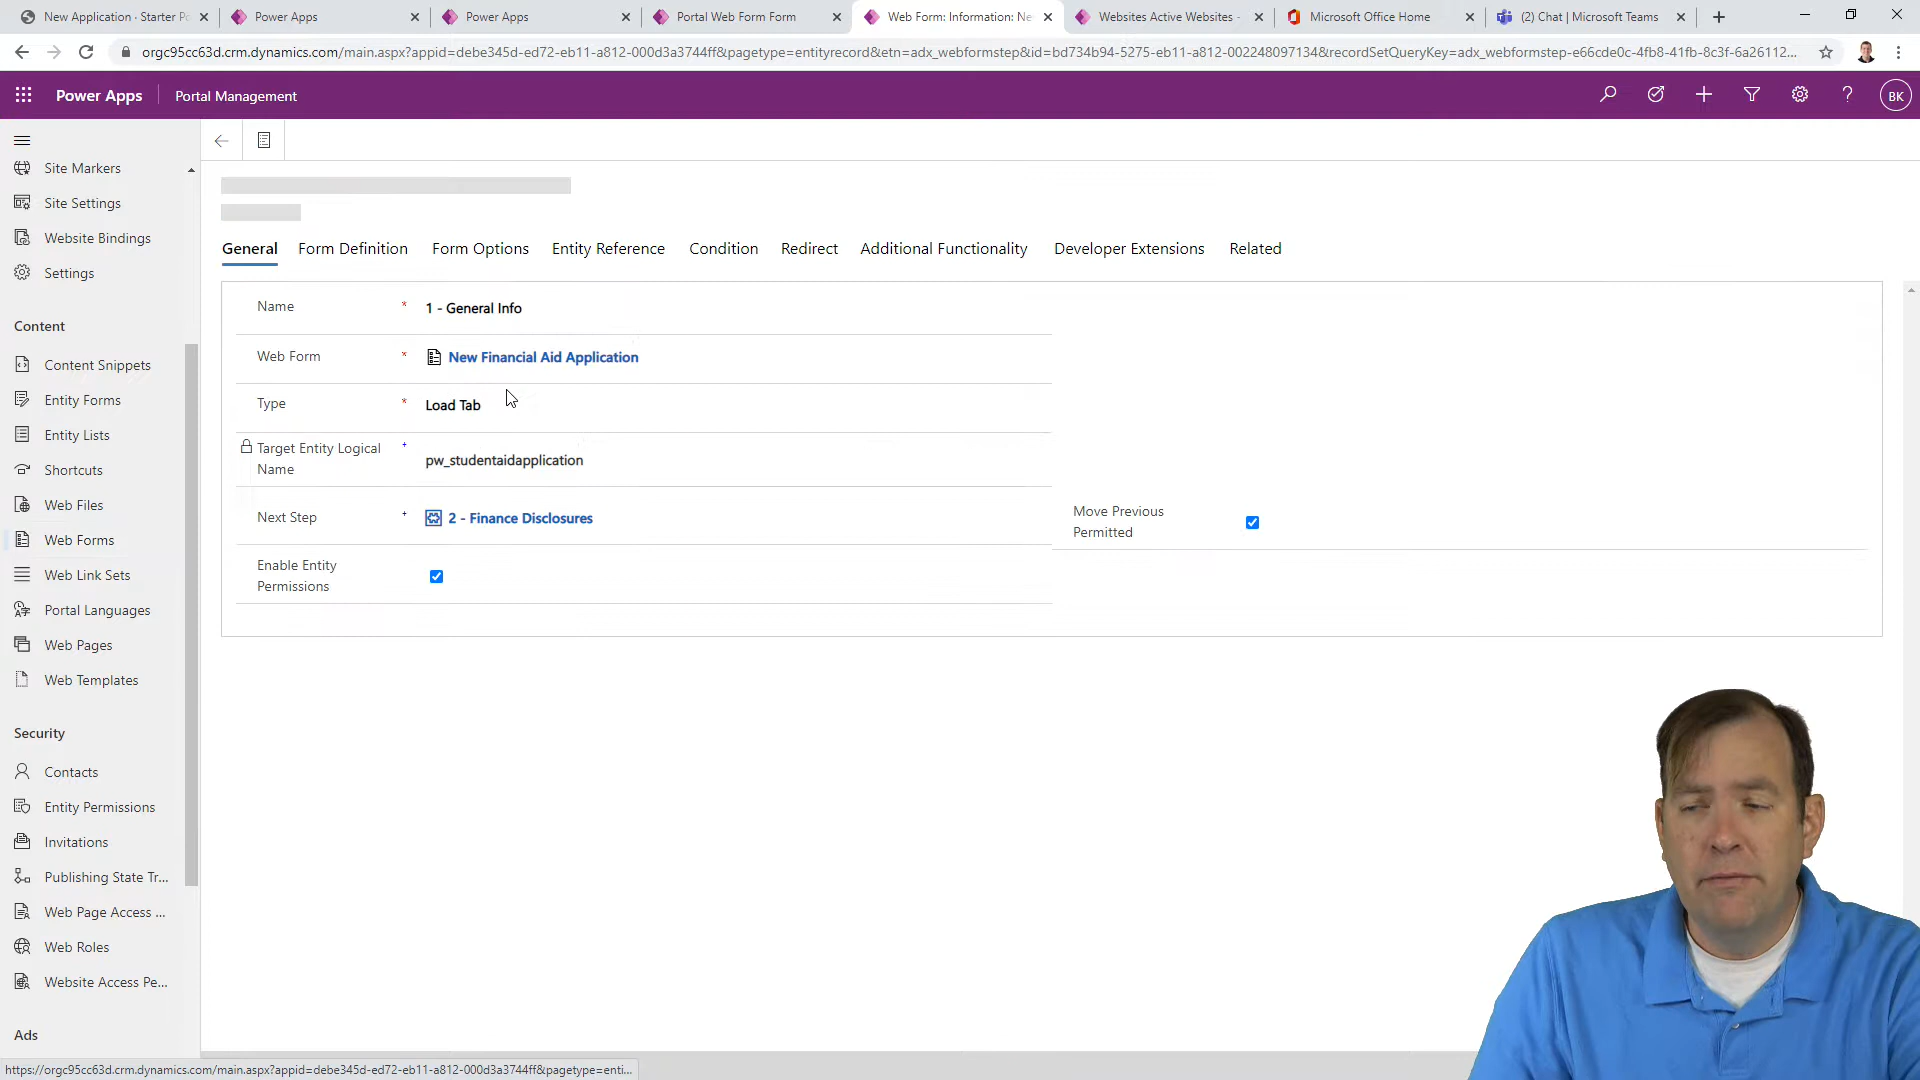 New Application · Starter Po
Power Apps
Power Apps
Portal Web Form Form
Web Form: Information: Ne
Websites Active Websites -
Microsoft Office Home
(2) Chat | Microsoft Teams
orgc95cc63d.crm.dynamics.com/main.aspx?appid=debe345d-ed72-eb11-a812-000d3a3744ff&pagetype=entityrecord&etn=adx_webformstep&id=bd734b94-5275-eb11-a812-002248097134&recordSetQueryKey=adx_webformstep-e66cde0c-4fb8-41fb-8c3f-6a26112...
Power Apps
Portal Management
BK
Site Markers
Site Settings
Website Bindings
Settings
Content
Content Snippets
Entity Forms
Entity Lists
Shortcuts
Web Files
Web Forms
Web Link Sets
Portal Languages
Web Pages
Web Templates
Security
Contacts
Entity Permissions
Invitations
Publishing State Tr...
Web Page Access ...
Web Roles
Website Access Pe...
Ads
General Form Definition Form Options Entity Reference Condition Redirect Additional Functionality Developer Extensions Related
Name * 1 - General Info
Web Form * New Financial Aid Application
Type * Load Tab
Target Entity Logical Name + pw_studentaidapplication
Next Step + 2 - Finance Disclosures
Move Previous Permitted
Enable Entity Permissions
https://orgc95cc63d.crm.dynamics.com/main.aspx?appid=debe345d-ed72-eb11-a812-000d3a3744ff&pagetype=enti...